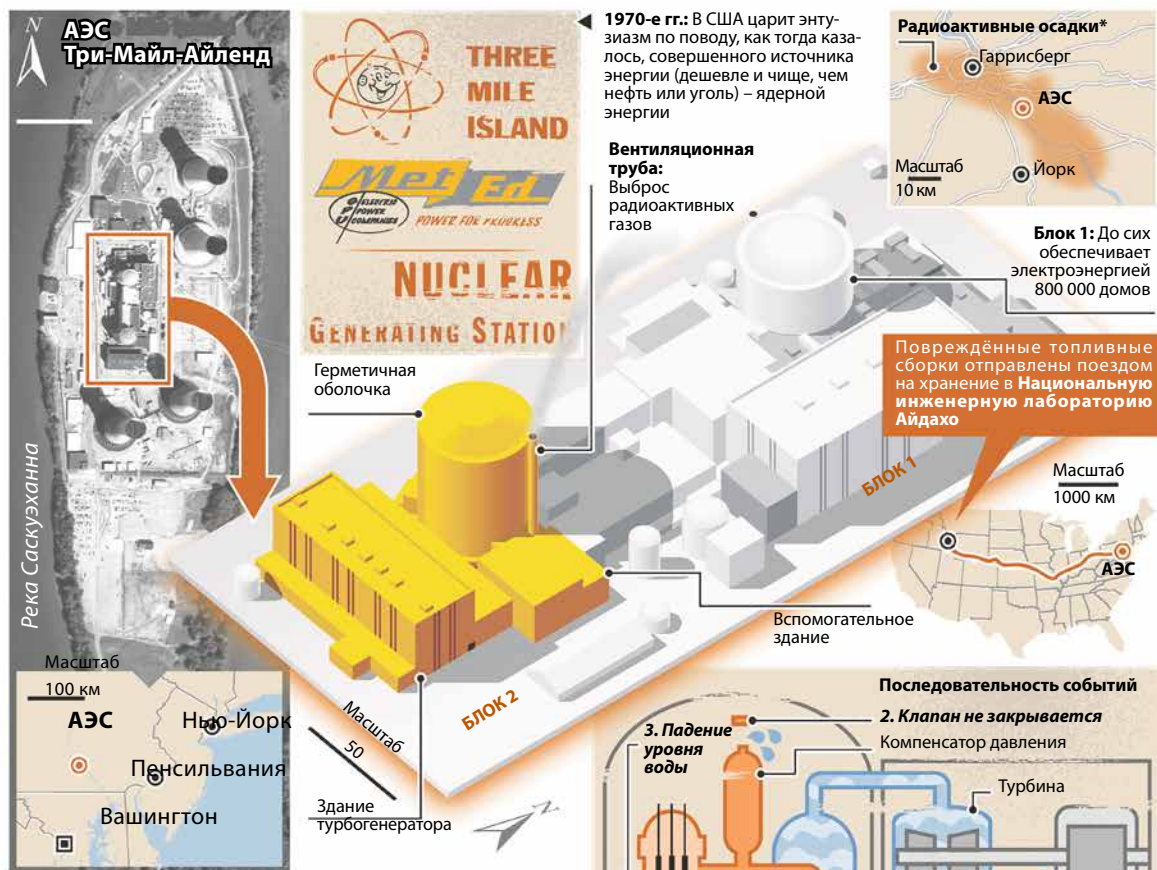 АЭС
Три-Майл-Айленд
Река Саскуэханна
THREE
MILE
ISLAND
Met Ed
GENERAL
POWER FOR PROGRESS
NUCLEAR
GENERATING STATION
1970-е гг.: В США царит энту-
зиазм по поводу, как тогда каза-
лось, совершенного источника
энергии (дешевле и чище, чем
нефть или уголь) – ядерной
энергии
Вентиляционная
труба:
Выброс
радиоактивных
газов
Радиоактивные осадки*
Гаррисберг
АЭС
Йорк
Масштаб
10 км
Блок 1: До сих
обеспечивает
электроэнергией
800 000 домов
Повреждённые топливные
сборки отправлены поездом
на хранение в Национальную
инженерную лабораторию
Айдахо
Масштаб
1000 км
АЭС
Герметичная
оболочка
БЛОК 1
БЛОК 2
Вспомогательное
здание
Масштаб
50
Здание
турбогенератора
N
Масштаб
100 км
АЭС
Нью-Йорк
Пенсильвания
Вашингтон
Последовательность событий
2. Клапан не закрывается
Компенсатор давления
3. Падение
уровня
воды
Турбина